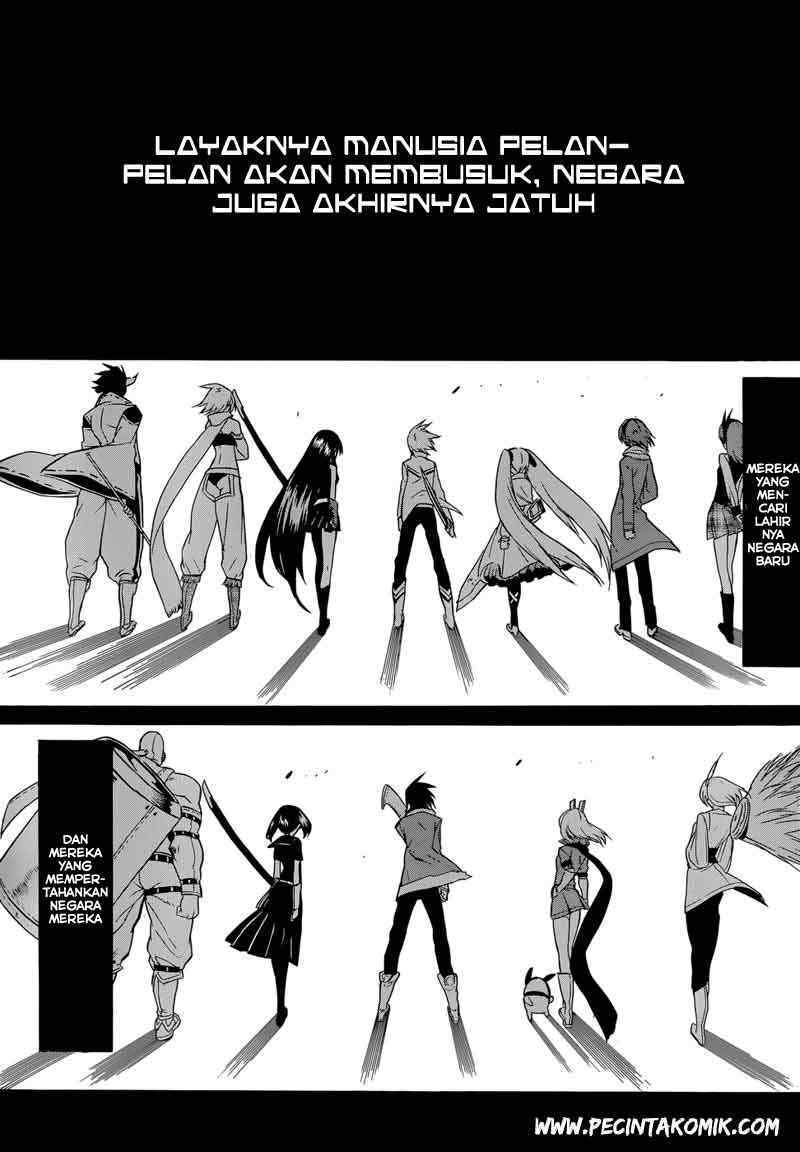 LAYAKNYA MANUSIA PELAN-
PELAN AKAN MEMBUSUK, NEGARA
JUGA AKHIRNYA JATUH
MEREKA
YANG
MEN-
CARI
LAHIR
NYA
NEGARA
BARU
DAN
MEREKA
YANG
MEMPER-
TAHANKAN
NEGARA
MEREKA
WWW.PECINTAKOMIK.COM